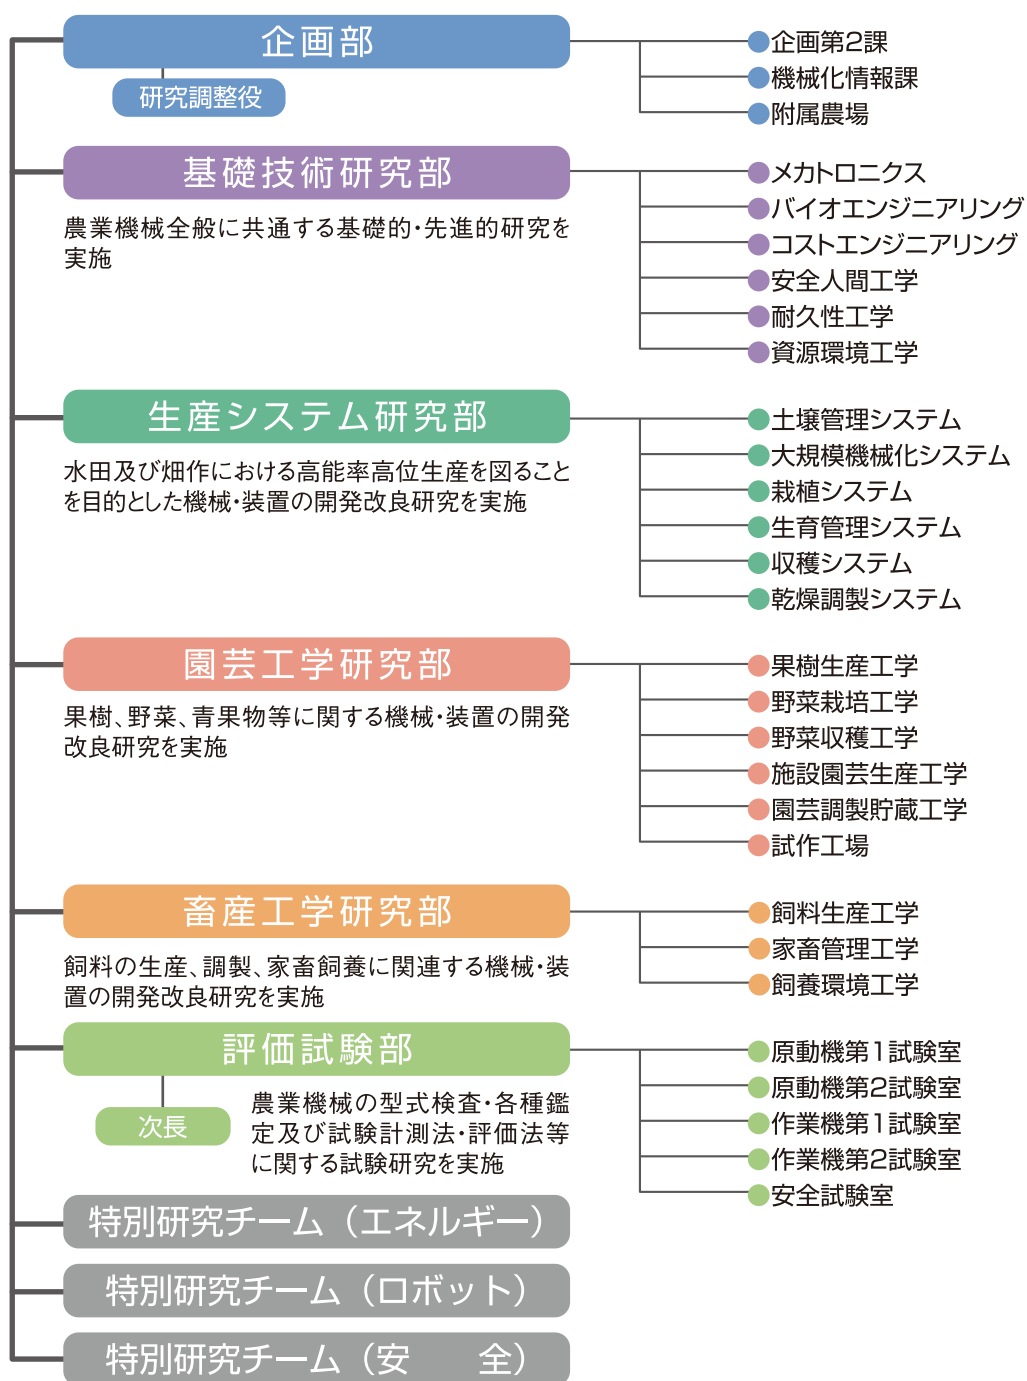 企画部
研究調整役
●企画第2課
●機械化情報課
●附属農場
基礎技術研究部
農業機械全般に共通する基礎的・先進的研究を
実施
●メカトロニクス
●バイオエンジニアリング
●コストエンジニアリング
●安全人間工学
●耐久性工学
●資源環境工学
生産システム研究部
水田及び畑作における高能率高位生産を図ること
を目的とした機械・装置の開発改良研究を実施
●土壌管理システム
●大規模機械化システム
●栽植システム
●生育管理システム
●収穫システム
●乾燥調製システム
園芸工学研究部
果樹、野菜、青果物等に関する機械・装置の開発
改良研究を実施
●果樹生産工学
●野菜栽培工学
●野菜収穫工学
●施設園芸生産工学
●園芸調製貯蔵工学
●試作工場
畜産工学研究部
飼料の生産、調製、家畜飼養に関連する機械・装
置の開発改良研究を実施
●飼料生産工学
●家畜管理工学
●飼養環境工学
評価試験部
次長
農業機械の型式検査・各種鑑
定及び試験計測法・評価法等
に関する試験研究を実施
●原動機第1試験室
●原動機第2試験室
●作業機第1試験室
●作業機第2試験室
●安全試験室
特別研究チーム（エネルギー）
特別研究チーム（ロボット）
特別研究チーム（安　　全）